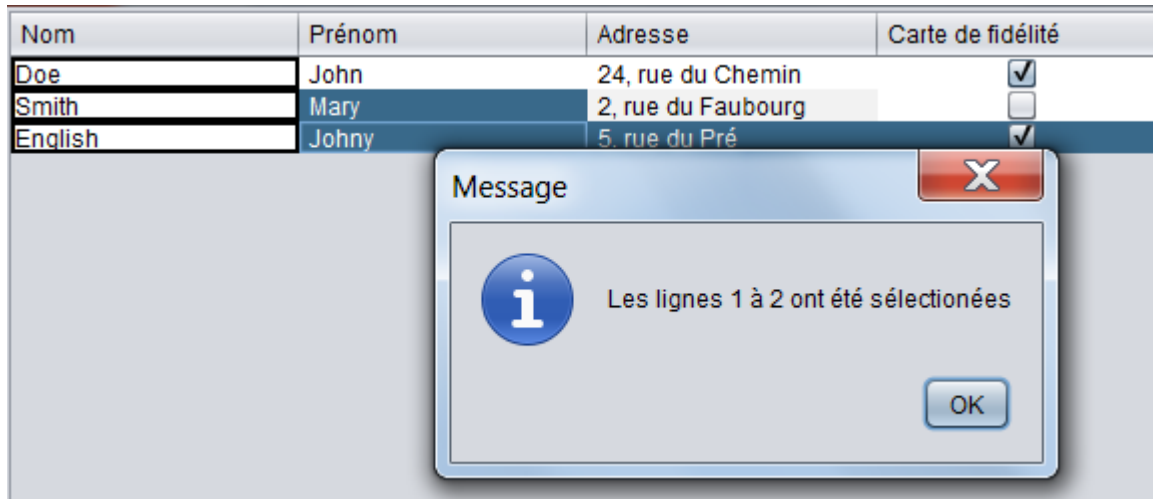 Nom Prénom Adresse Carte de fidélité
Doe John 24, rue du Chemin
Smith Mary 2, rue du Faubourg
English Johny 5, rue du Pré
Message
Les lignes 1 à 2 ont été sélectionées
OK